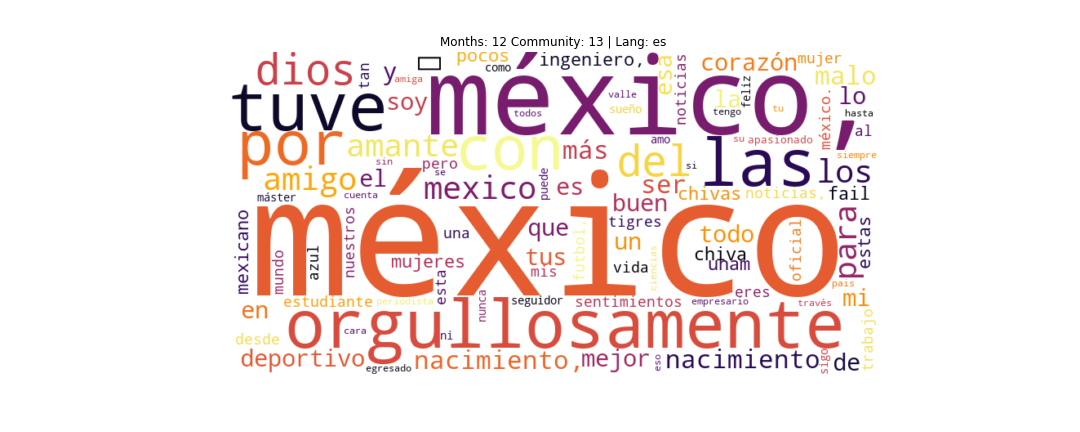 Months: 12 Community: 13 | Lang: es
dios tan y pocos como ingeniero, esa noticias corazón mujer malo
amiga soy méxico, valle sueño todos la feliz tengo tu lo hasta
tuve
por amante con más amo del si su apasionado méxico. al siempre
sin pero las los
amigo el se mexico puede es ser chivas noticias, fail
máster cuenta buen
méxico
mexicano mundo azul nuestros una que tigres un todo oficial para estas
mujeres tus futbol, chiva unam
esta mis vida ciencias
estudiante periodista nunca seguidor sentimientos empresario eres través pais mi
en
orgullosamente
desde cara ni trabajo
deportivo egresado nacimiento, mejor eso nacimiento sigo de